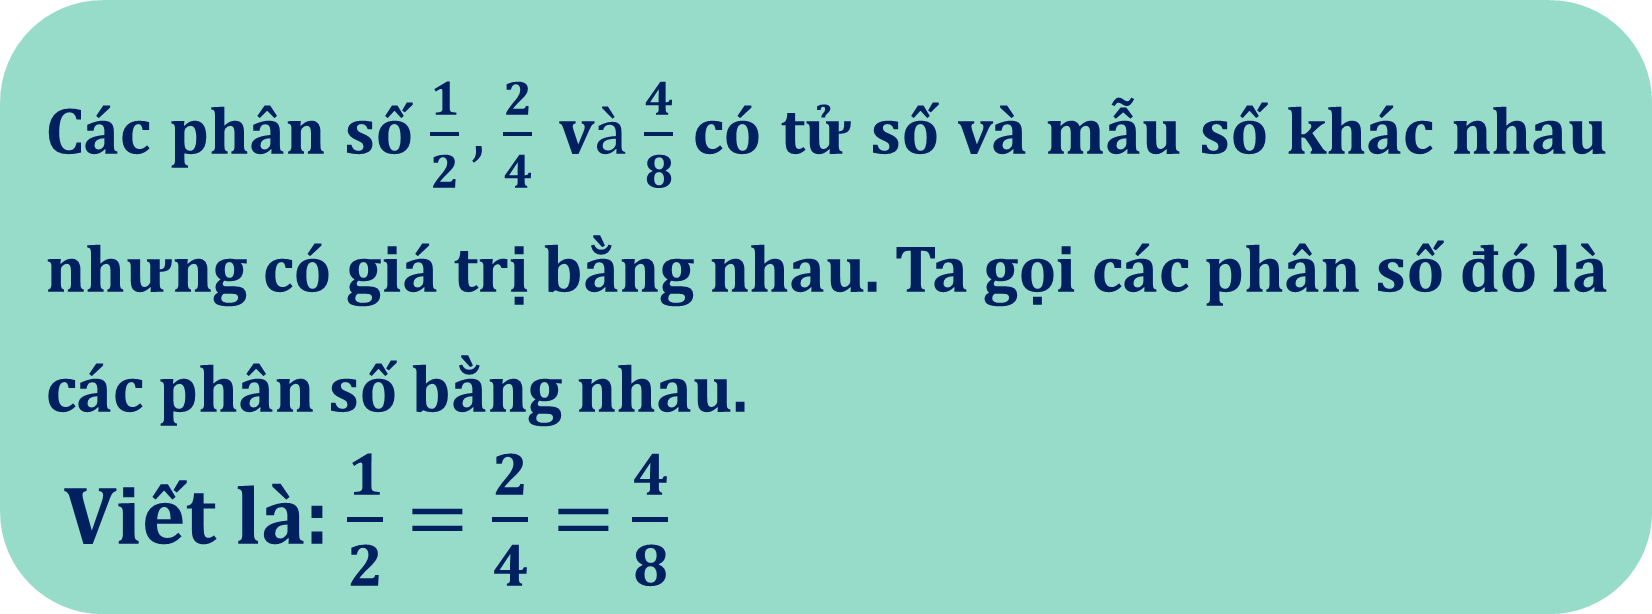 Các phân số 1/2, 2/4 và 4/8 có tử số và mẫu số khác nhau
nhưng có giá trị bằng nhau. Ta gọi các phân số đó là
các phân số bằng nhau.
Viết là: 1/2 = 2/4 = 4/8